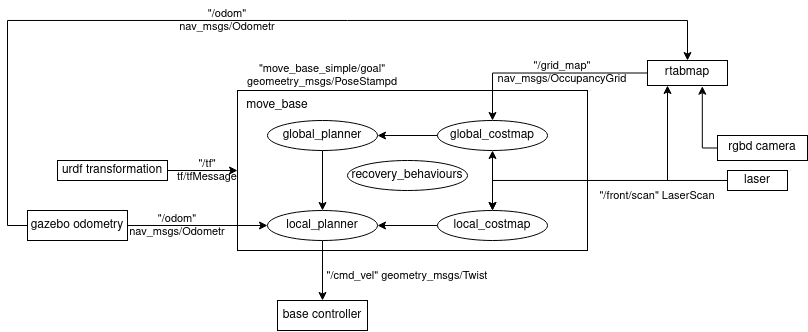 "/odom"
nav_msgs/Odometr
"move_base_simple/goal"
geometry_msgs/PoseStampd
"/grid_map"
nav_msgs/OccupancyGrid
rtabmap
move_base
global_planner
global_costmap
rgbd camera
urdf transformation
"/tf"
tf/tfMessage
recovery_behaviours
laser
"/front/scan" LaserScan
gazebo odometry
"/odom"
nav_msgs/Odometr
local_planner
local_costmap
"/cmd_vel" geometry_msgs/Twist
base controller